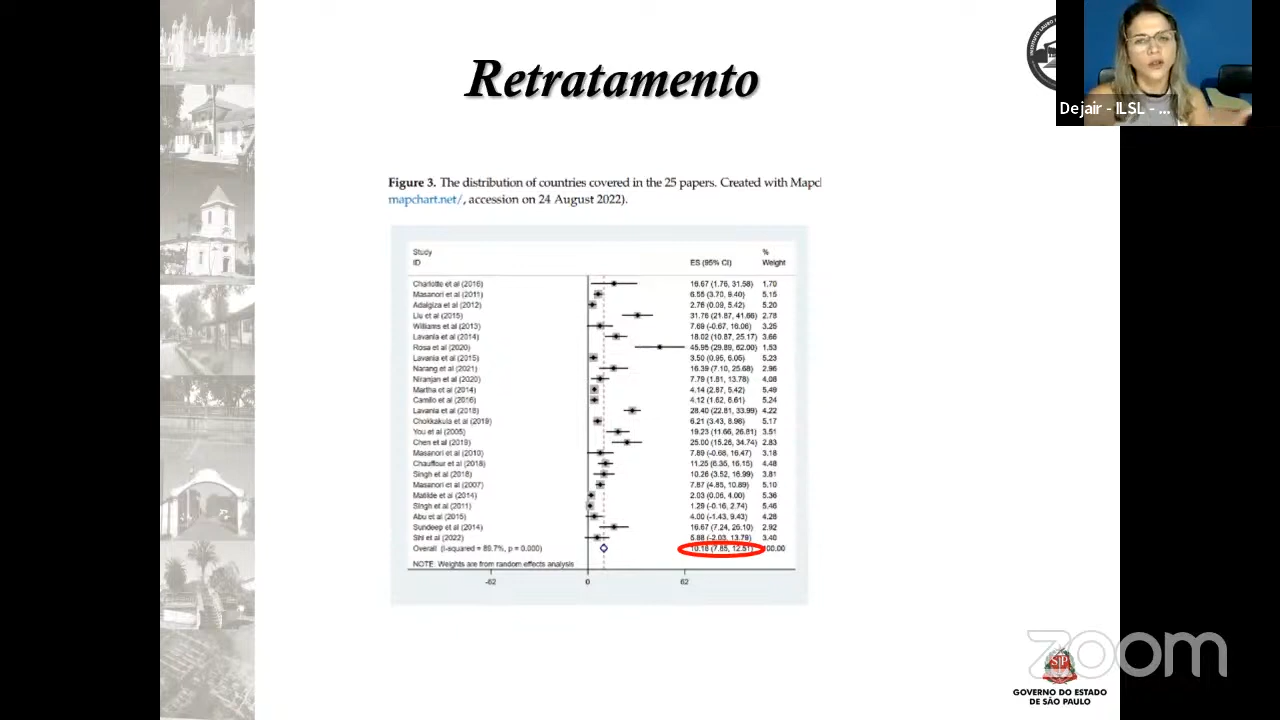 Retratamento
Dejair - ILSL - ...
Figure 3. The distribution of countries covered in the 25 papers. Created with Mapc
mapchart.net/, accession on 24 August 2022).
Study
ID
ES (95% CI)
%
Weight
Charlotte et al (2016) 16.67 (1.76, 31.58) 1.70
Masanori et al (2011) 6.55 (3.70, 9.40) 5.15
Adalgiza et al (2012) 2.76 (0.09, 5.42) 5.20
Liu et al (2015) 31.76 (21.87, 41.66) 2.78
Williams et al (2013) 7.69 (-0.67, 16.06) 3.25
Lavania et al (2014) 18.02 (10.87, 25.17) 3.66
Rosa et al (2020) 45.95 (29.89, 62.00) 1.53
Lavania et al (2015) 3.50 (0.95, 6.05) 5.23
Narang et al (2021) 16.39 (7.10, 25.68) 2.96
Niranjan et al (2020) 7.79 (1.81, 13.78) 4.08
Martha et al (2014) 4.14 (2.87, 5.42) 5.49
Camilo et al (2016) 4.12 (1.62, 6.61) 5.24
Lavania et al (2018) 28.40 (22.81, 33.99) 4.22
Chokkakula et al (2019) 6.21 (3.43, 8.98) 5.17
You et al (2005) 19.23 (11.66, 26.81) 3.51
Chen et al (2019) 25.00 (15.26, 34.74) 2.83
Masanori et al (2010) 7.89 (-0.68, 16.47) 3.18
Chauffour et al (2018) 11.25 (6.36, 16.15) 4.48
Singh et al (2018) 10.26 (3.52, 16.99) 3.81
Masanori et al (2007) 7.87 (4.85, 10.89) 5.10
Matilde et al (2014) 2.03 (0.06, 4.00) 5.36
Singh et al (2011) 1.29 (-0.16, 2.74) 5.46
Abu et al (2015) 4.00 (-1.43, 9.43) 4.28
Sundeep et al (2014) 16.67 (7.24, 26.10) 2.92
Shi et al (2022) 5.88 (-2.03, 13.79) 3.40
Overall (I-squared = 89.7%, p = 0.000) 10.18 (7.85, 12.51) 100.00
NOTE: Weights are from random effects analysis
-62 0 62
zoom
SP
GOVERNO DO ESTADO
DE SÃO PAULO